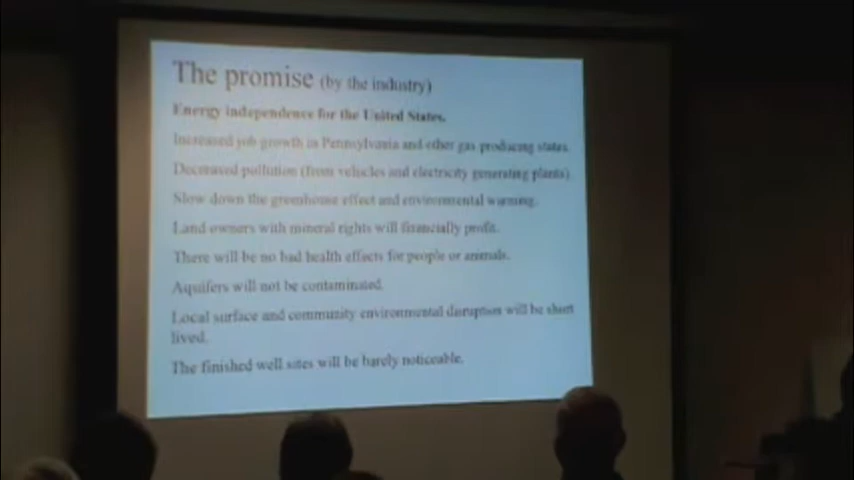 The promise (by the industry)
Energy independence for the United States.
Increased job growth in Pennsylvania and other gas producing states.
Decreased pollution (from vehicles and electricity generating plants)
Slow down the greenhouse effect and environmental warming.
Land owners with mineral rights will financially profit.
There will be no bad health effects for people or animals.
Aquifers will not be contaminated.
Local surface and community environmental disruption will be short
lived.
The finished well sites will be barely noticeable.